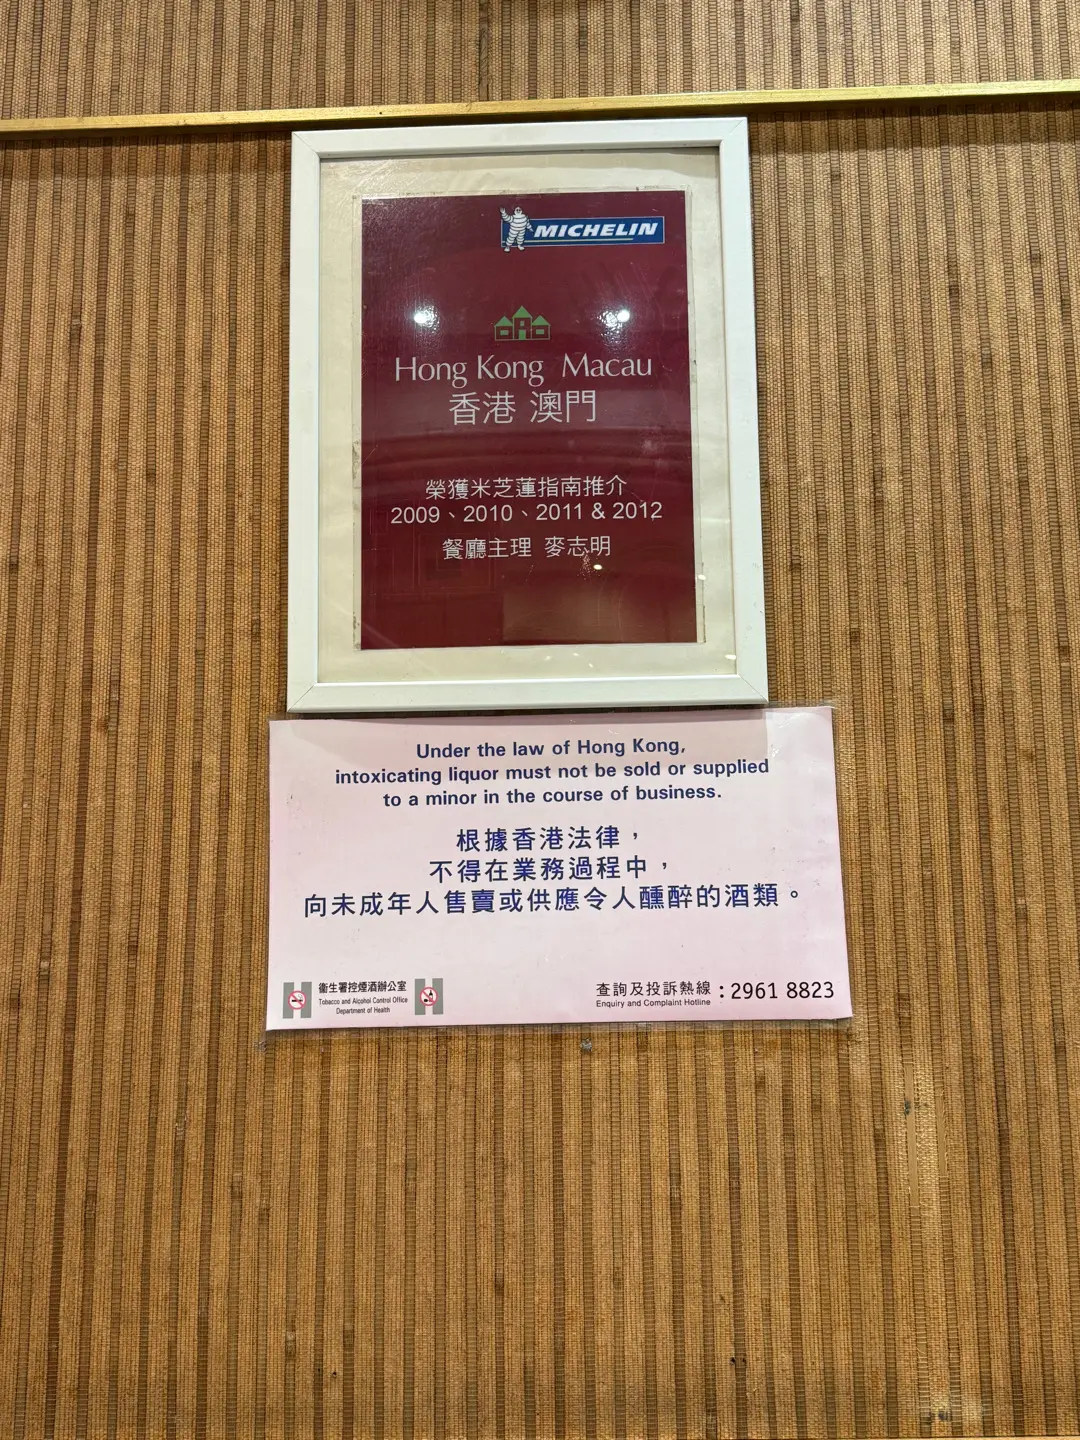 MICHELIN
Hong Kong Macau
香港 澳門
榮獲米芝蓮指南推介
2009、2010、2011 & 2012
餐廳主理 麥志明
Under the law of Hong Kong,
intoxicating liquor must not be sold or supplied
to a minor in the course of business.
根據香港法律，
不得在業務過程中，
向未成年人售賣或供應令人醺醉的酒類。
衞生署控煙酒辦公室
Tobacco and Alcohol Control Office
Department of Health
查詢及投訴熱線：2961 8823
Enquiry and Complaint Hotline